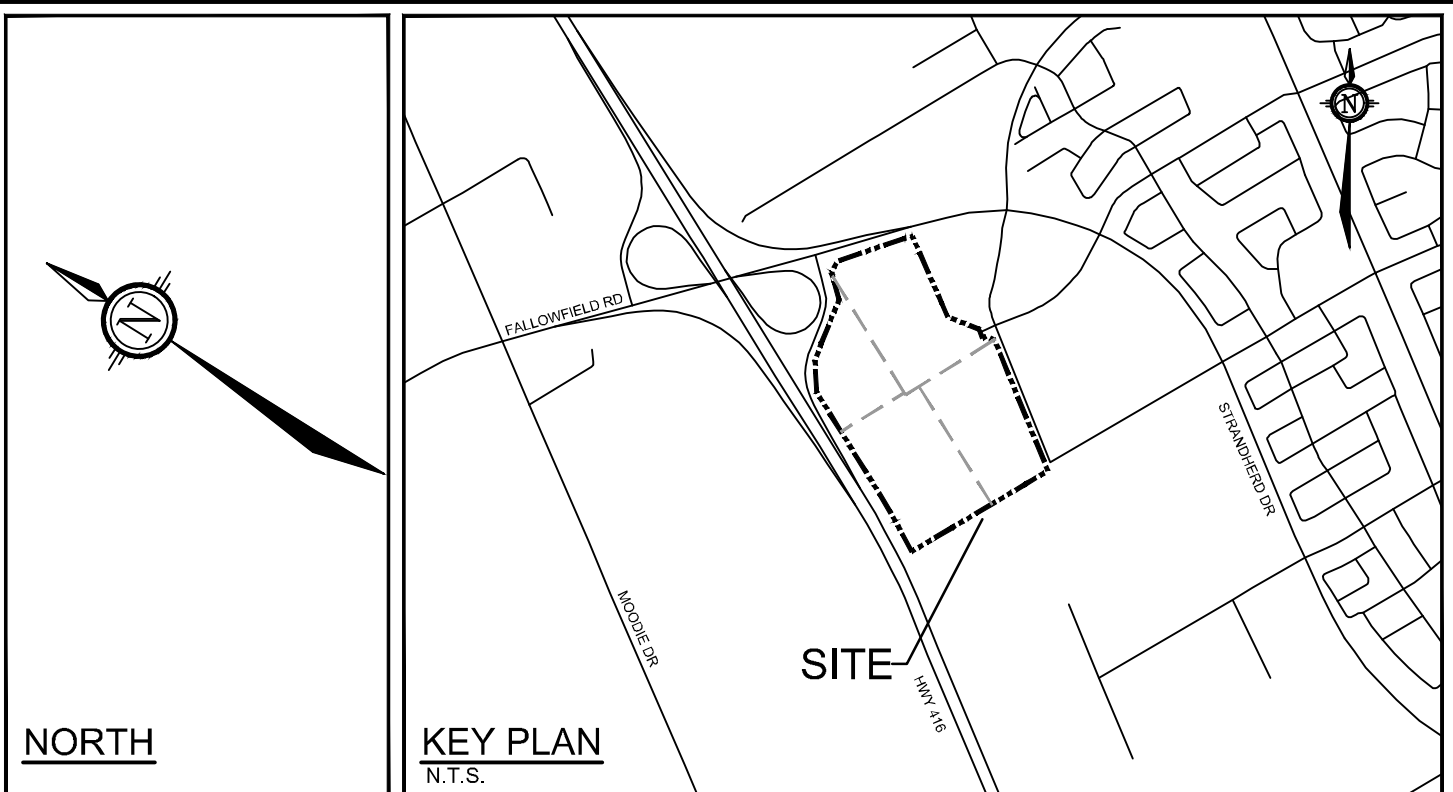 N
NORTH
N
FALLOWFIELD RD
STRANDHERD DR
MOODIE DR
SITE
HWY 416
KEY PLAN
N.T.S.